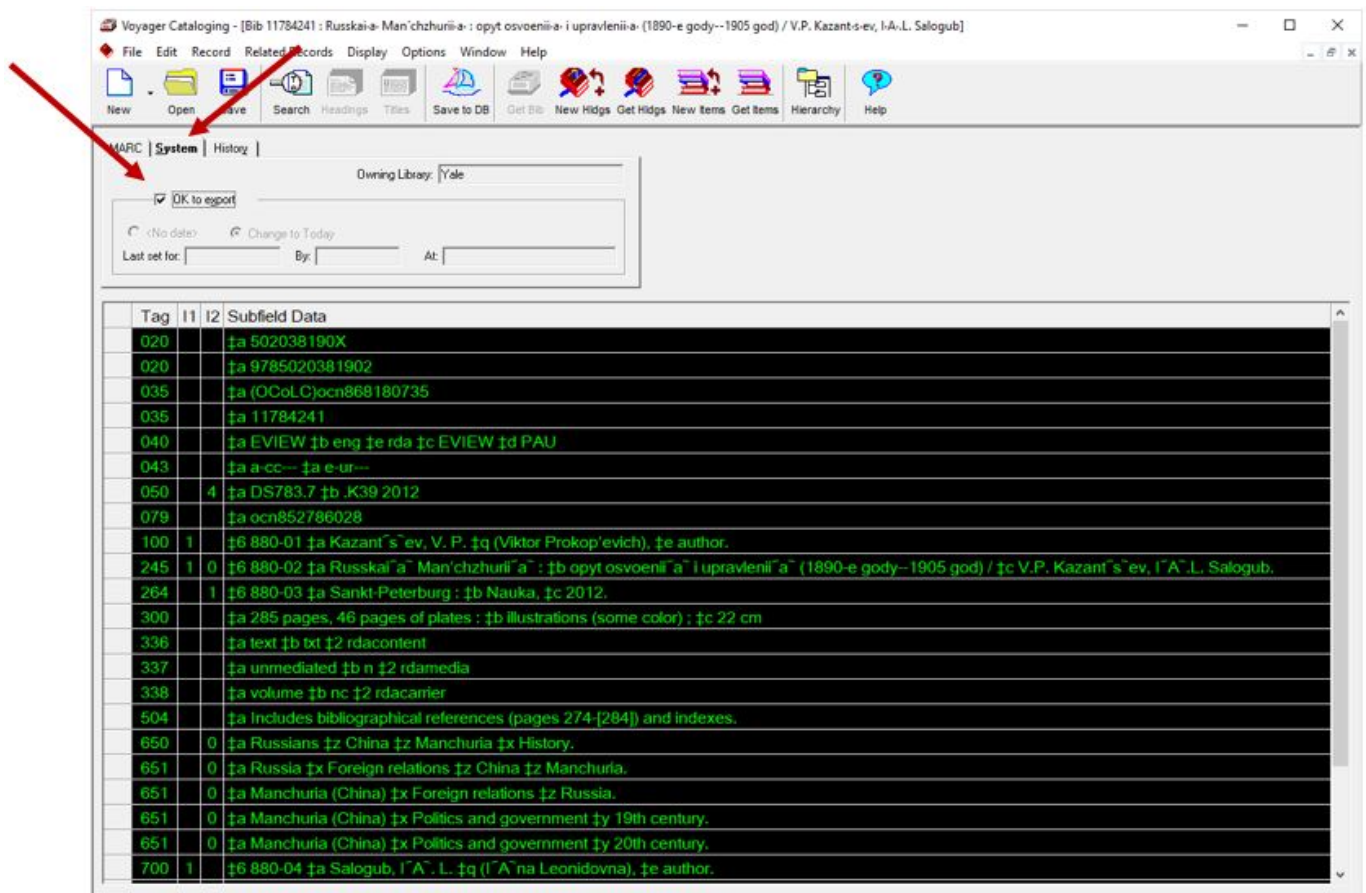 Voyager Cataloging - [Bib 11784241 : Russkai‑a‑ Man'chzhurii‑a‑ : opyt osvoenii‑a‑ i upravlenii‑a‑ (1890-e gody--1905 god) / V.P. Kazant‑s‑ev, I‑A‑.L. Salogub]
File Edit Record Related Records Display Options Window Help
New Open Save Search Headings Titles Save to DB Get Bib New Hldgs Get Hldgs New Items Get Items Hierarchy Help
MARC System History
Owning Library: Yale
OK to export
<No date> Change to Today
Last set for: By: At:
Tag I1 I2 Subfield Data
020 ‡a 502038190X
020 ‡a 9785020381902
035 ‡a (OCoLC)ocn868180735
035 ‡a 11784241
040 ‡a EVIEW ‡b eng ‡e rda ‡c EVIEW ‡d PAU
043 ‡a a-cc--- ‡a e-ur---
050 4 ‡a DS783.7 ‡b .K39 2012
079 ‡a ocn852786028
100 1 ‡6 880-01 ‡a Kazant˝s˜ev, V. P. ‡q (Viktor Prokop'evich), ‡e author.
245 1 0 ‡6 880-02 ‡a Russkai˝a˜ Man'chzhurii˝a˜ : ‡b opyt osvoenii˝a˜ i upravlenii˝a˜ (1890-e gody--1905 god) / ‡c V.P. Kazant˝s˜ev, I˝A˜.L. Salogub.
264 1 ‡6 880-03 ‡a Sankt-Peterburg : ‡b Nauka, ‡c 2012.
300 ‡a 285 pages, 46 pages of plates : ‡b illustrations (some color) ; ‡c 22 cm
336 ‡a text ‡b txt ‡2 rdacontent
337 ‡a unmediated ‡b n ‡2 rdamedia
338 ‡a volume ‡b nc ‡2 rdacarrier
504 ‡a Includes bibliographical references (pages 274-[284]) and indexes.
650 0 ‡a Russians ‡z China ‡z Manchuria ‡x History.
651 0 ‡a Russia ‡x Foreign relations ‡z China ‡z Manchuria.
651 0 ‡a Manchuria (China) ‡x Foreign relations ‡z Russia.
651 0 ‡a Manchuria (China) ‡x Politics and government ‡y 19th century.
651 0 ‡a Manchuria (China) ‡x Politics and government ‡y 20th century.
700 1 ‡6 880-04 ‡a Salogub, I˝A˜. L. ‡q (I˝A˜na Leonidovna), ‡e author.